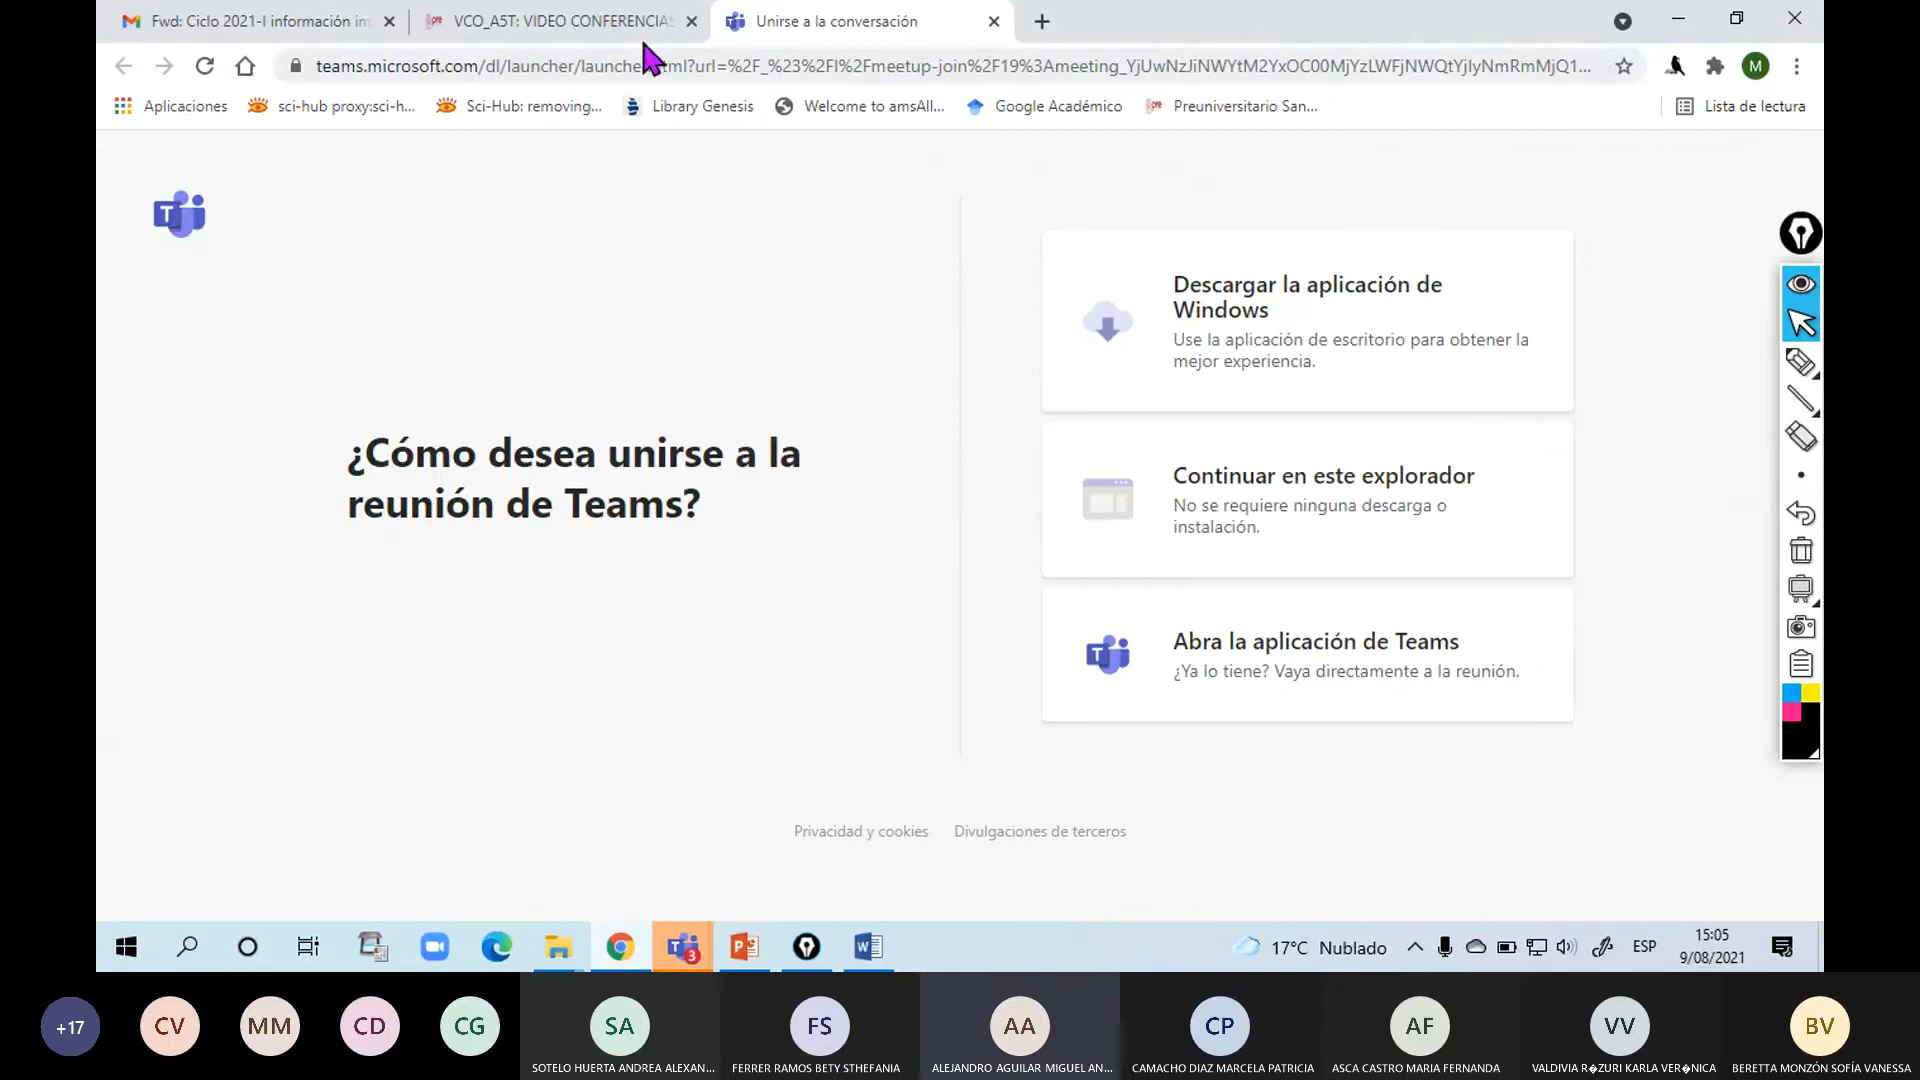 Fwd: Ciclo 2021-I información im
VCO_A5T: VIDEO CONFERENCIAS
Unirse a la conversación
teams.microsoft.com/dl/launcher/launche
tml?url=%2F_%23%2Fl%2Fmeetup-join%2F19%3Ameeting_YjUwNzJiNWYtM2YxOC00MjYzLWFjNWQtYjIyNmRmMjQ1...
M
Aplicaciones
sci-hub proxy:sci-h...
Sci-Hub: removing...
Library Genesis
Welcome to amsAll...
Google Académico
Preuniversitario San...
Lista de lectura
T
¿Cómo desea unirse a la
reunión de Teams?
Descargar la aplicación de
Windows
Use la aplicación de escritorio para obtener la
mejor experiencia.
Continuar en este explorador
No se requiere ninguna descarga o
instalación.
T
Abra la aplicación de Teams
¿Ya lo tiene? Vaya directamente a la reunión.
Privacidad y cookies
Divulgaciones de terceros
17°C Nublado
ESP
15:05
9/08/2021
+17
CV
MM
CD
CG
SA
FS
AA
CP
AF
VV
BV
SOTELO HUERTA ANDREA ALEXAN...
FERRER RAMOS BETY STHEFANIA
ALEJANDRO AGUILAR MIGUEL AN...
CAMACHO DIAZ MARCELA PATRICIA
ASCA CASTRO MARIA FERNANDA
VALDIVIA R�ZURI KARLA VER�NICA
BERETTA MONZÓN SOFÍA VANESSA